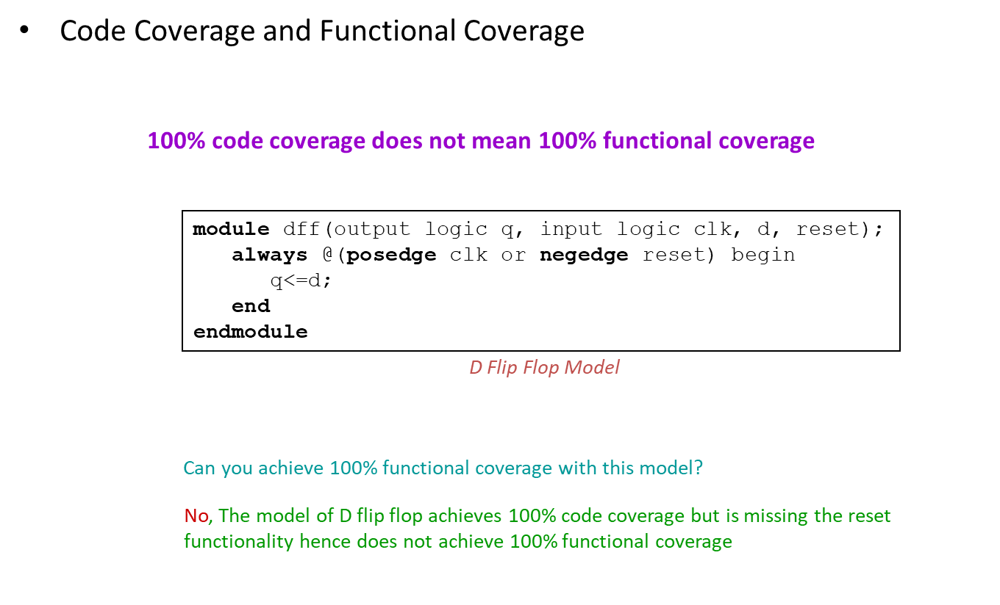 • Code Coverage and Functional Coverage
100% code coverage does not mean 100% functional coverage
module dff(output logic q, input logic clk, d, reset);
always @(posedge clk or negedge reset) begin
q<=d;
end
endmodule
D Flip Flop Model
Can you achieve 100% functional coverage with this model?
No, The model of D flip flop achieves 100% code coverage but is missing the reset
functionality hence does not achieve 100% functional coverage